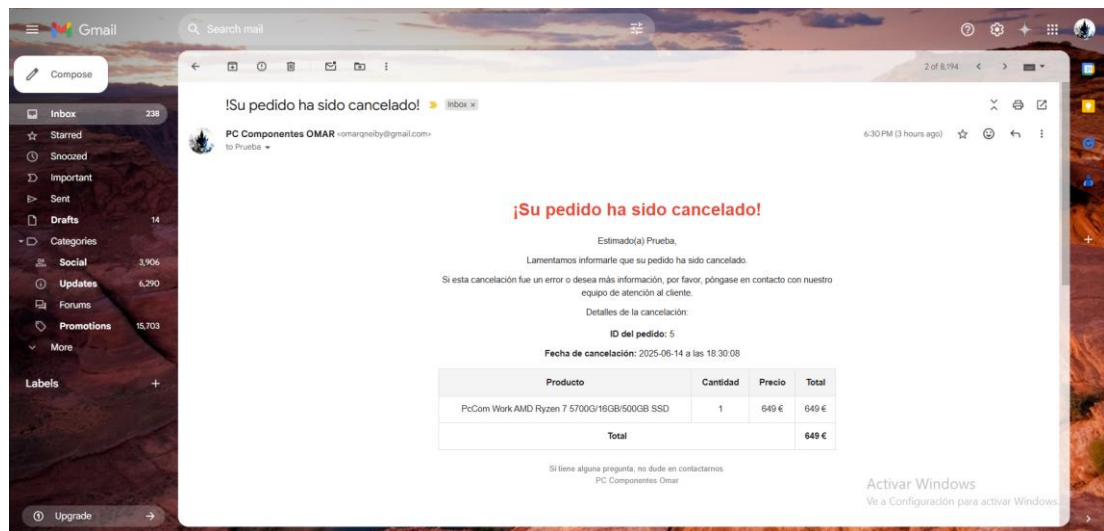 Gmail
Search mail
Compose
2 of 8,194
Inbox 238
Starred
Snoozed
Important
Sent
Drafts 14
Categories
Social 3,906
Updates 6,290
Forums
Promotions 15,703
More
Labels
Upgrade
!Su pedido ha sido cancelado! Inbox x
PC Componentes OMAR <omarqneiby@gmail.com>
6:30 PM (3 hours ago)
to Prueba
¡Su pedido ha sido cancelado!
Estimado(a) Prueba,
Lamentamos informarle que su pedido ha sido cancelado.
Si esta cancelación fue un error o desea más información, por favor, póngase en contacto con nuestro
equipo de atención al cliente.
Detalles de la cancelación:
ID del pedido: 5
Fecha de cancelación: 2025-06-14 a las 18:30:08
Producto Cantidad Precio Total
PcCom Work AMD Ryzen 7 5700G/16GB/500GB SSD 1 649 € 649 €
Total 649 €
Si tiene alguna pregunta, no dude en contactarnos.
PC Componentes Omar
Activar Windows
Ve a Configuración para activar Windows.